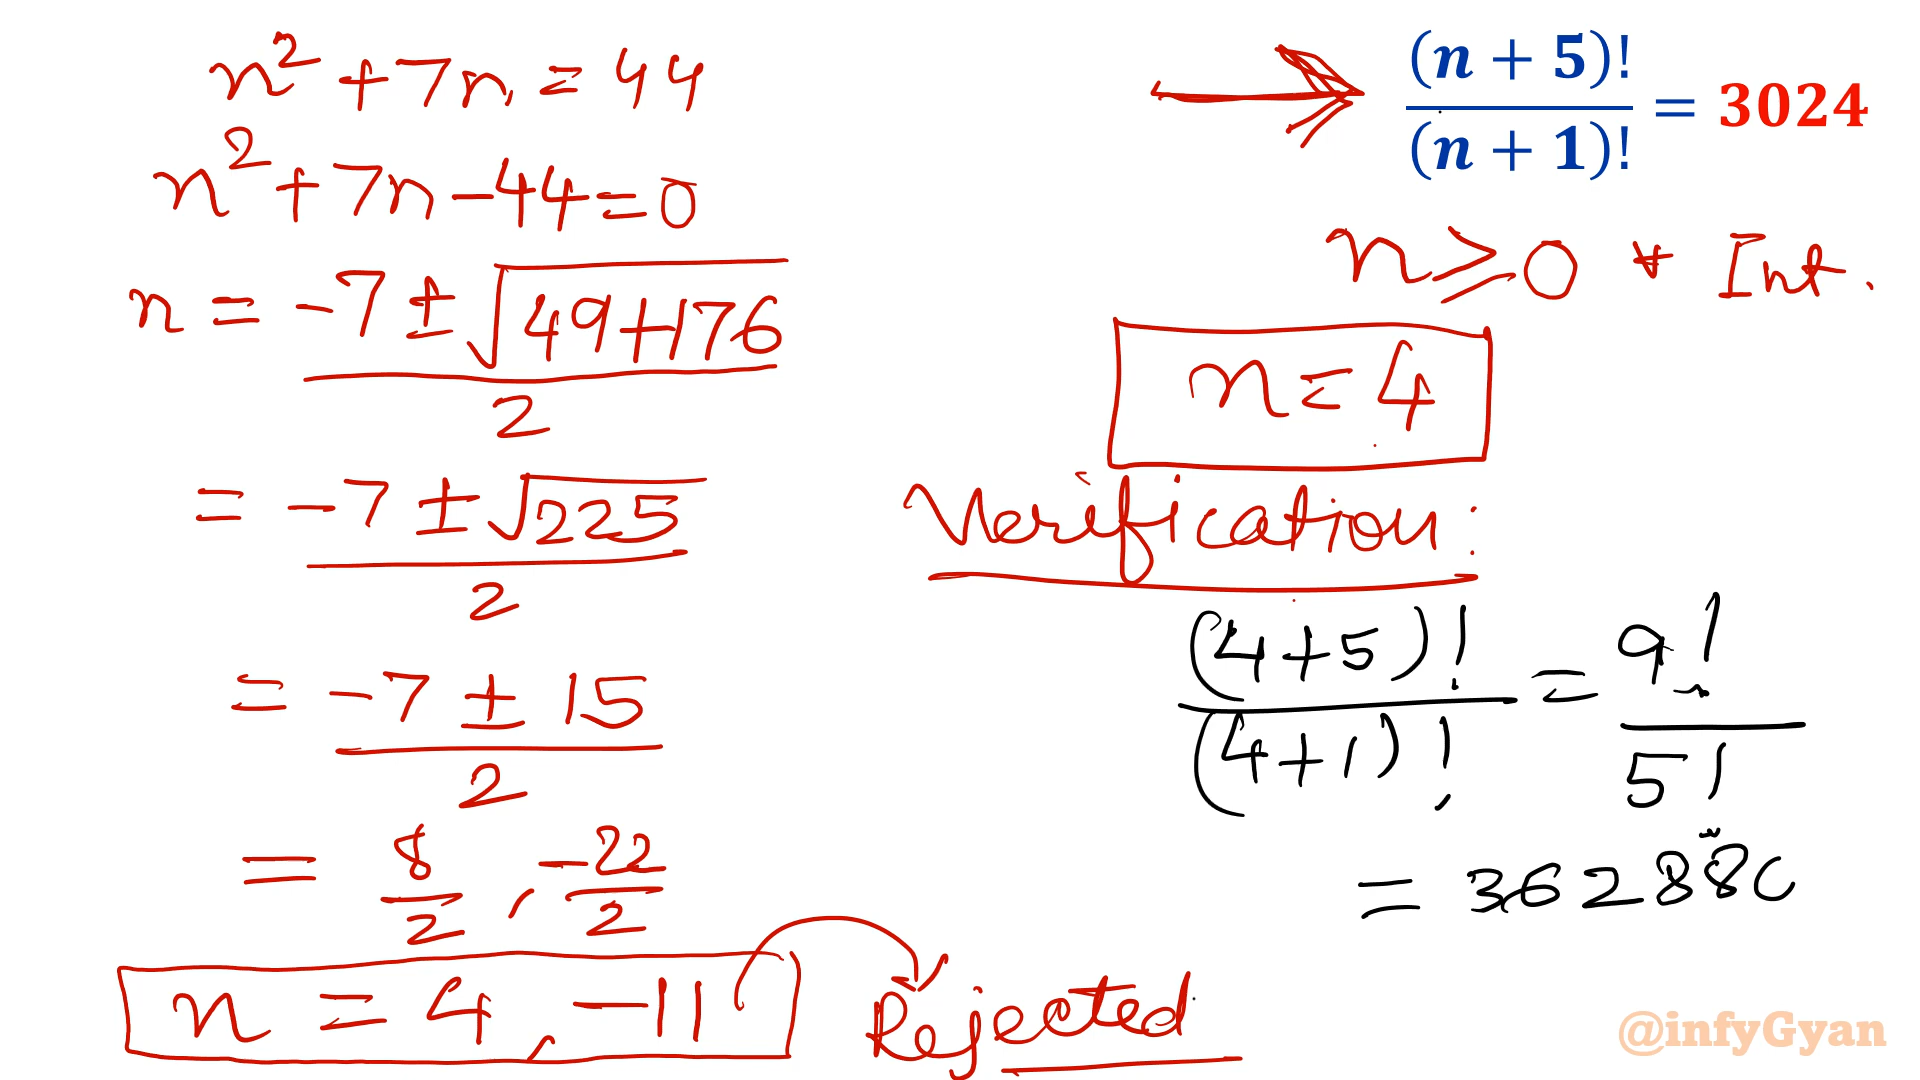 n² + 7n = 44
n² + 7n - 44 = 0
n = (-7 ± √(49+176))/2
= (-7 ± √225)/2
= (-7 ± 15)/2
= 8/2, -22/2
n = 4, -11
Rejected
(n + 5)!/(n + 1)! = 3024
n ≥ 0 * Int.
n = 4
Verification:
(4+5)!/(4+1)! = 9!/5!
= 362880
@infyGyan